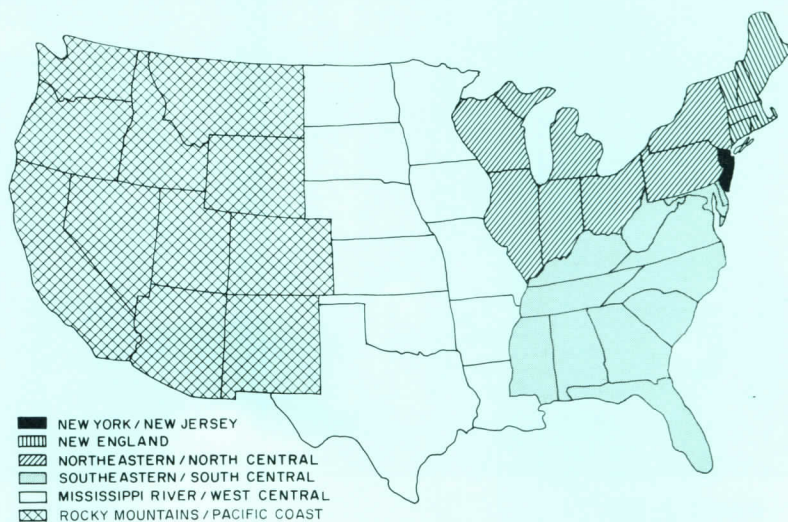 NEW YORK / NEW JERSEY
NEW ENGLAND
NORTHEASTERN / NORTH CENTRAL
SOUTHEASTERN / SOUTH CENTRAL
MISSISSIPPI RIVER / WEST CENTRAL
ROCKY MOUNTAINS / PACIFIC COAST